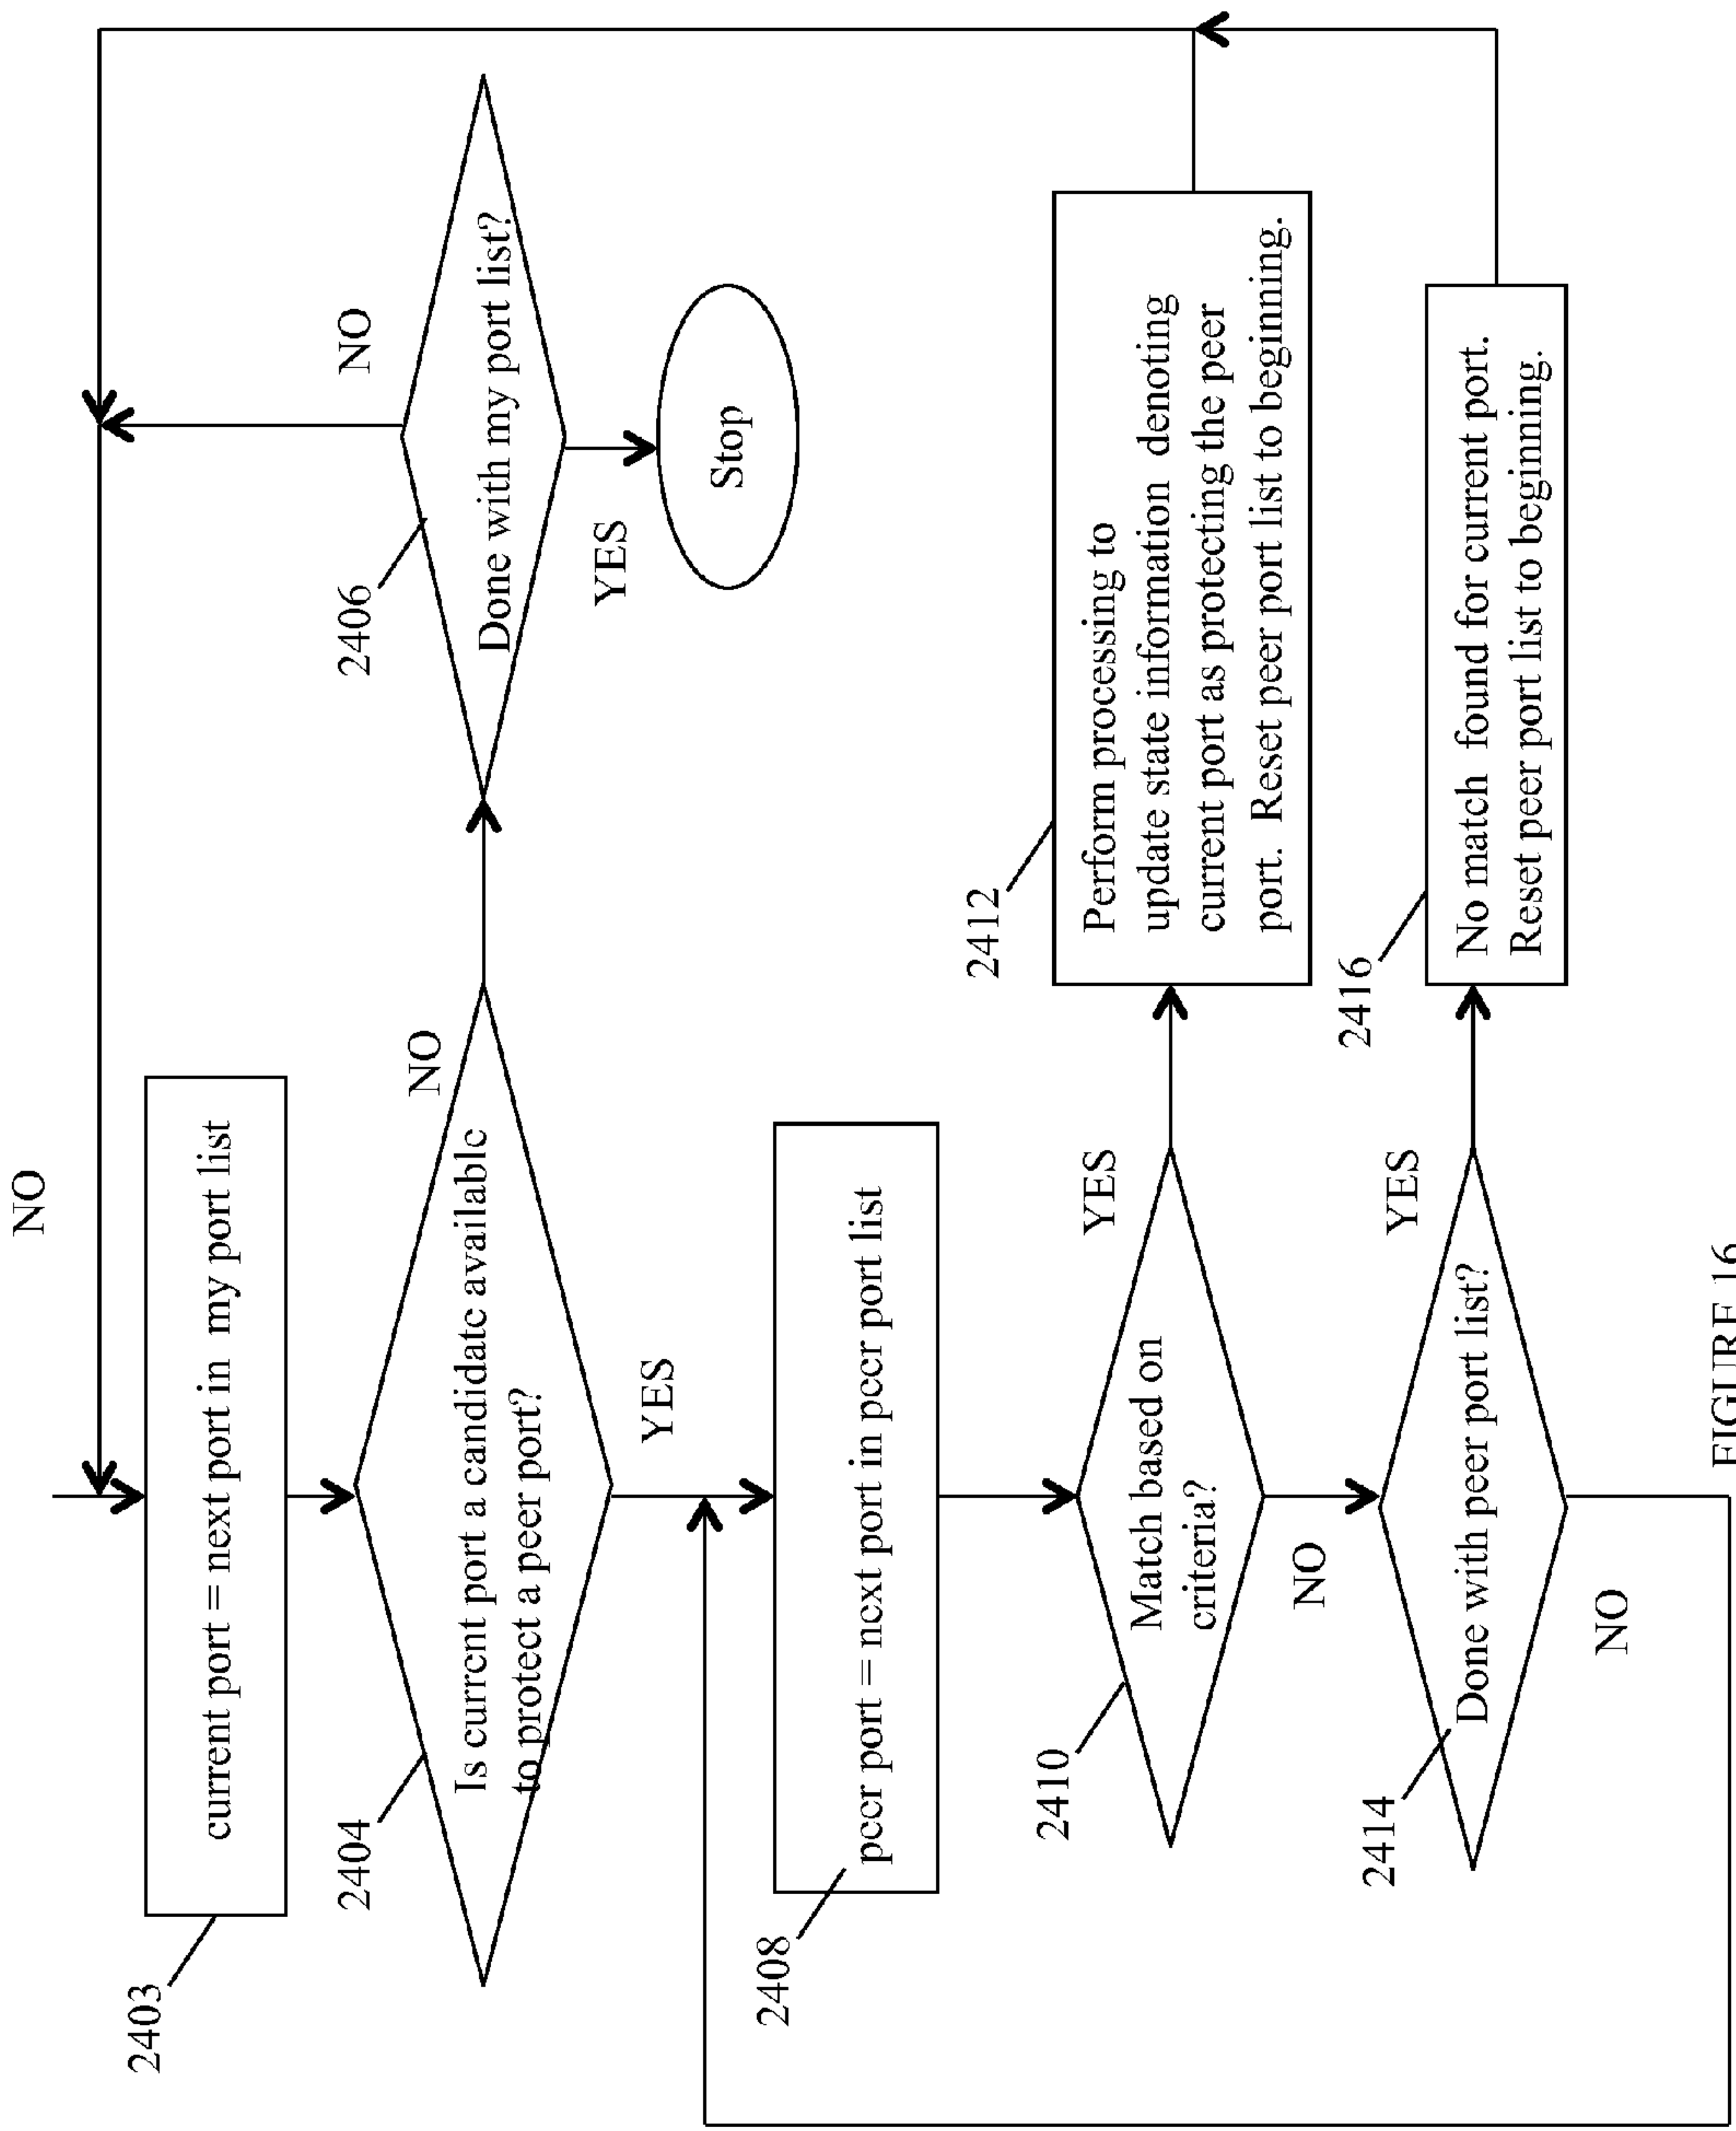 NO
2403
current port = next port in my port list
2404
Is current port a candidate available
to protect a peer port?
NO
2406
Done with my port list?
NO
YES
Stop
YES
2408
peer port = next port in peer port list
2410
Match based on
criteria?
YES
2412
Perform processing to
update state information denoting
current port as protecting the peer
port. Reset peer port list to beginning.
NO
2414
Done with peer port list?
YES
2416
No match found for current port.
Reset peer port list to beginning.
NO
FIGURE 16